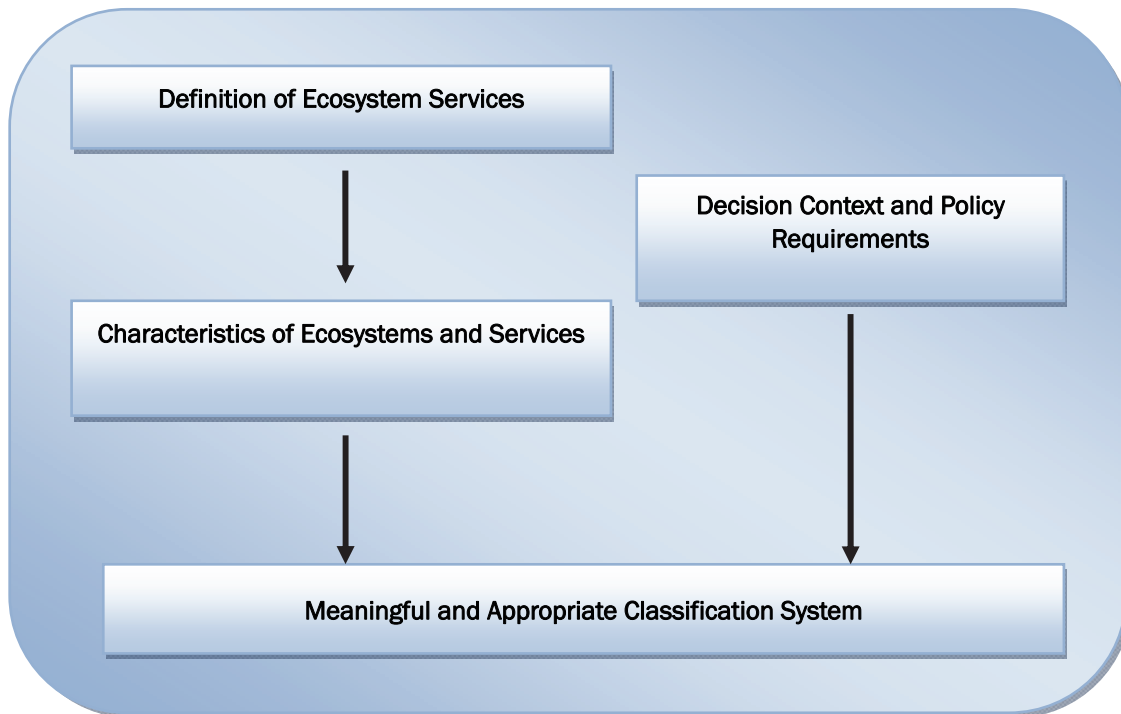 Definition of Ecosystem Services
Decision Context and Policy
Requirements
Characteristics of Ecosystems and Services
Meaningful and Appropriate Classification System